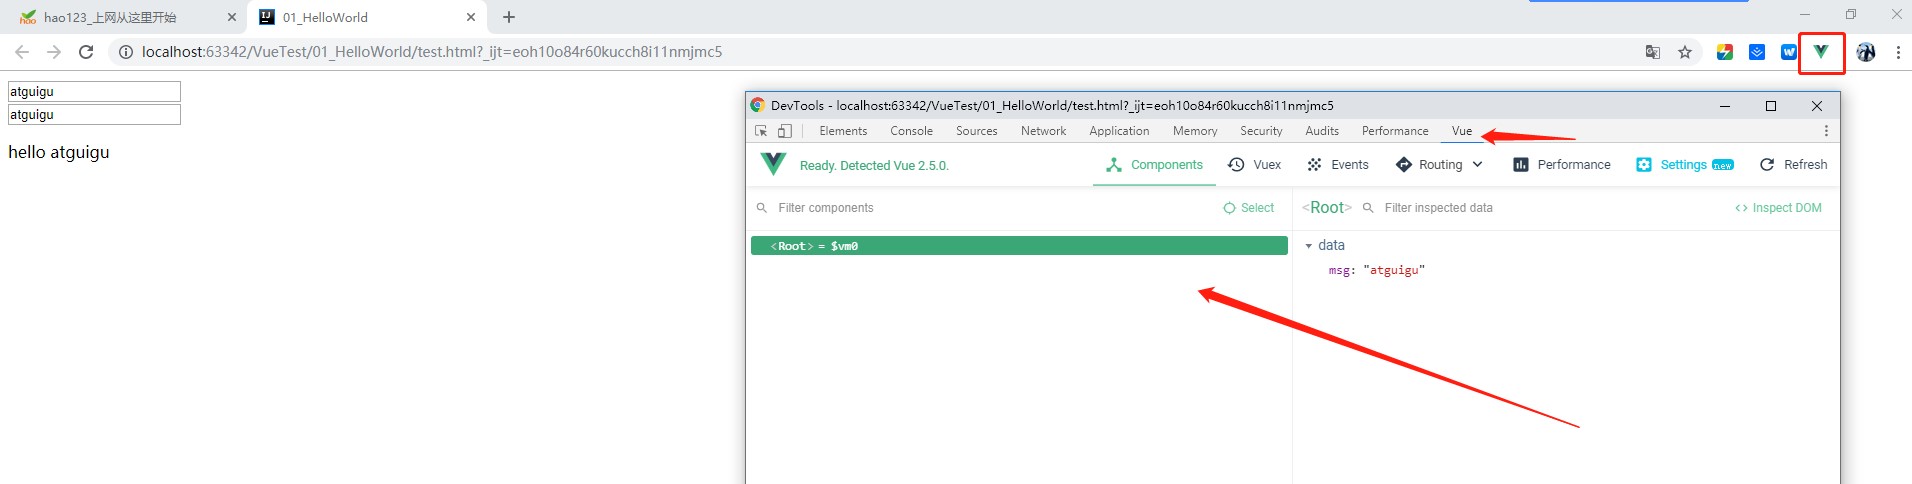 hao123_上网从这里开始
01_HelloWorld
localhost:63342/VueTest/01_HelloWorld/test.html?_ijt=eoh10o84r60kucch8i11nmjmc5
atguigu
atguigu
hello atguigu
DevTools - localhost:63342/VueTest/01_HelloWorld/test.html?_ijt=eoh10o84r60kucch8i11nmjmc5
Elements Console Sources Network Application Memory Security Audits Performance Vue
Ready. Detected Vue 2.5.0. Components Vuex Events Routing Performance Settings new Refresh
Filter components Select <Root> Filter inspected data <> Inspect DOM
<Root> = $vm0
data
msg: "atguigu"